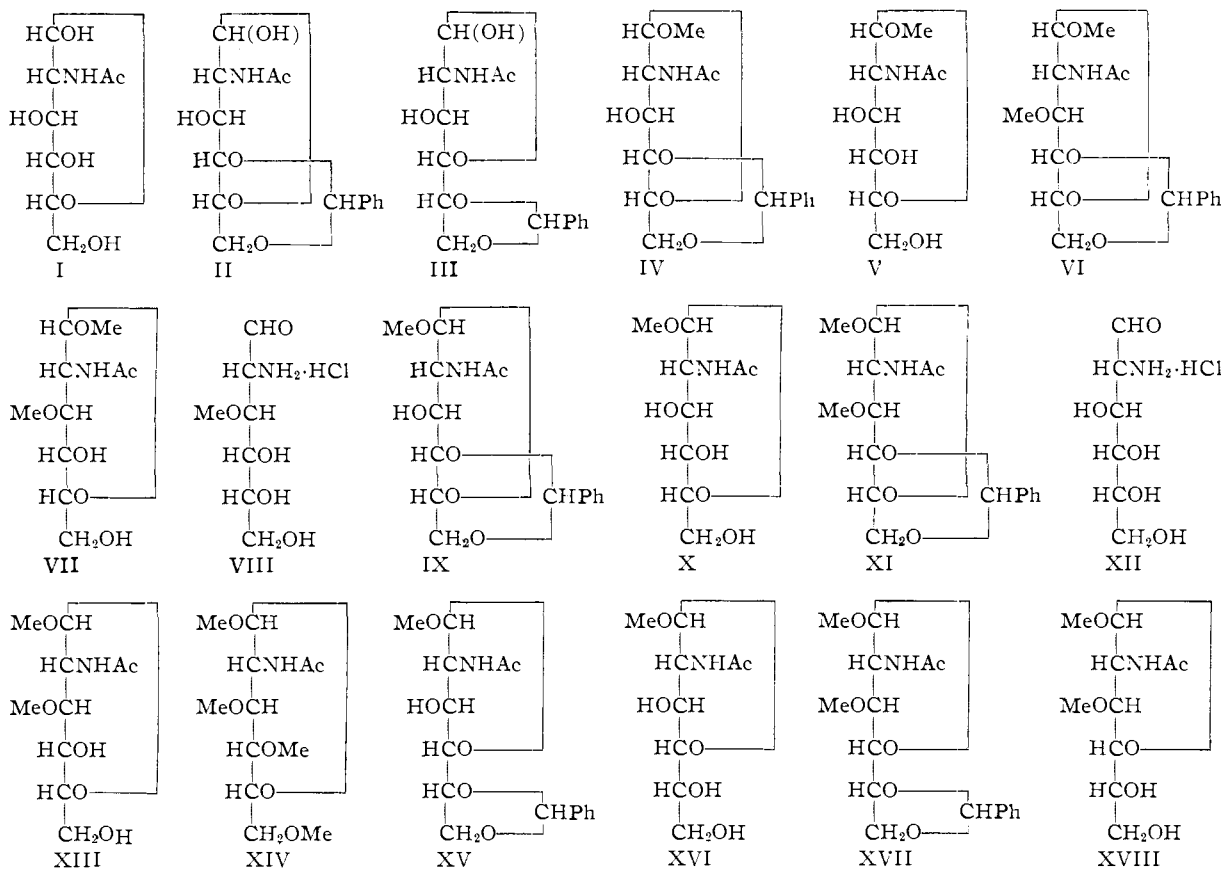 HCOH CH(OH) CH(OH) HCOMe HCOMe HCOMe
HCNHAc HCNHAc HCNHAc HCNHAc HCNHAc HCNHAc
HOCH HOCH HOCH HOCH HOCH MeOCH
HCOH HCO HCO HCO HCOH HCO
HCO HCO CHPh HCO CHPh HCO CHPh HCO HCO CHPh
CH₂OH CH₂O CH₂O CH₂O CH₂OH CH₂O
I II III IV V VI
HCOMe CHO MeOCH MeOCH MeOCH CHO
HCNHAc HCNH₂·HCl HCNHAc HCNHAc HCNHAc HCNH₂·HCl
MeOCH MeOCH HOCH HOCH MeOCH HOCH
HCOH HCOH HCO HCOH HCO HCOH
HCO HCOH HCO CHPh HCO HCO CHPh HCOH
CH₂OH CH₂OH CH₂O CH₂OH CH₂O CH₂OH
VII VIII IX X XI XII
MeOCH MeOCH MeOCH MeOCH MeOCH MeOCH
HCNHAc HCNHAc HCNHAc HCNHAc HCNHAc HCNHAc
MeOCH MeOCH HOCH HOCH MeOCH MeOCH
HCOH HCOMe HCO HCO HCO HCO
HCO HCO HCO CHPh HCOH HCO CHPh HCOH
CH₂OH CH₂OMe CH₂O CH₂OH CH₂O CH₂OH
XIII XIV XV XVI XVII XVIII